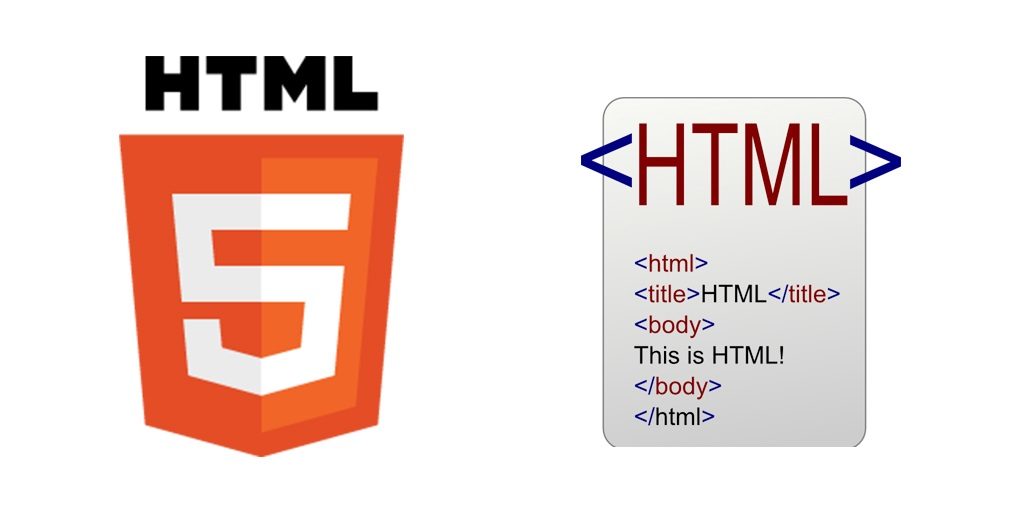 HTML
5
<HTML>
<html>
<title>HTML</title>
<body>
This is HTML!
</body>
</html>